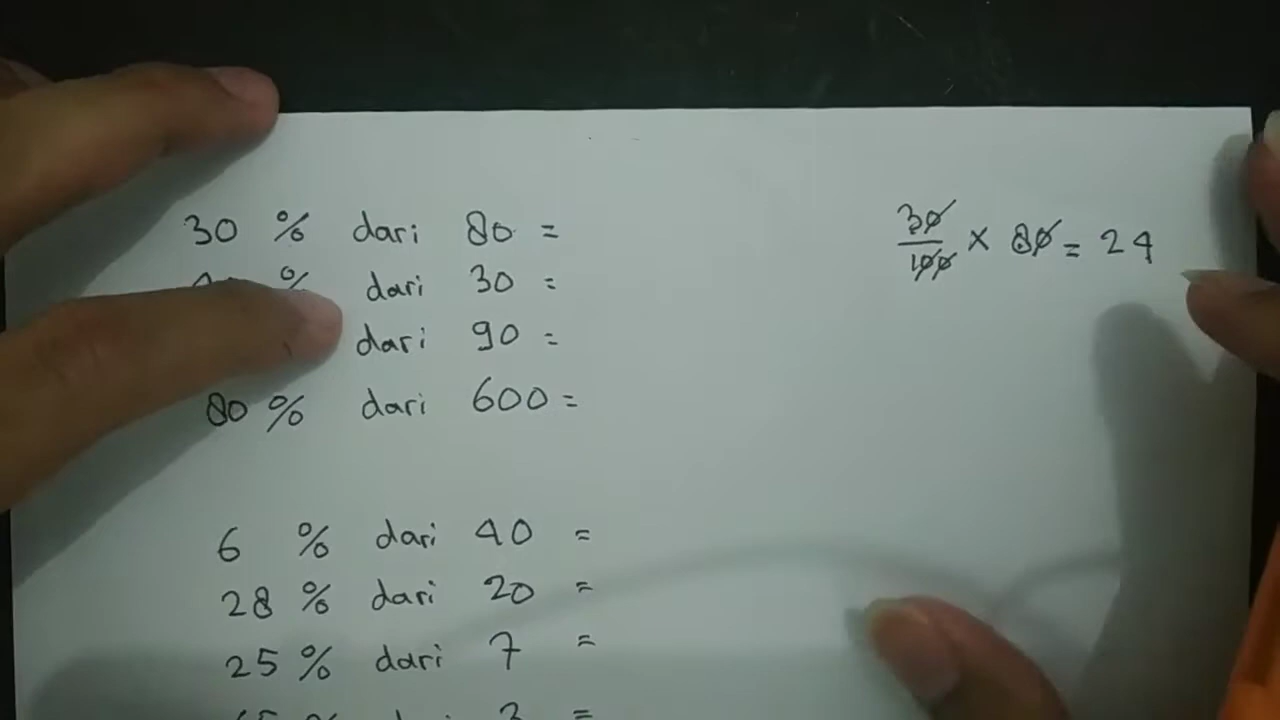 30 % dari 80 =
30/100 × 80 = 24
% dari 30 =
dari 90 =
80 % dari 600 =
6 % dari 40 =
28 % dari 20 =
25 % dari 7 =